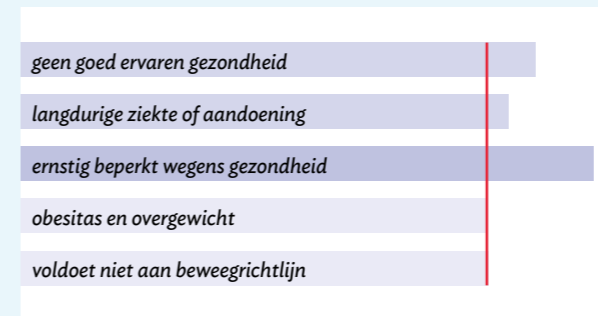 geen goed ervaren gezondheid
langdurige ziekte of aandoening
ernstig beperkt wegens gezondheid
obesitas en overgewicht
voldoet niet aan beweegrichtlijn